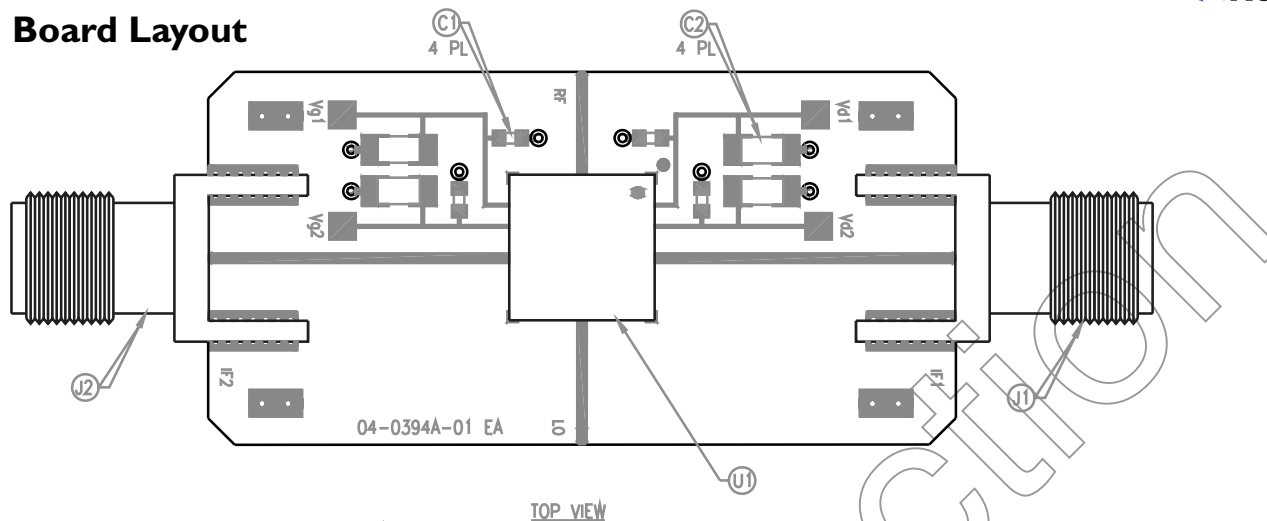 Board Layout
C1
4 PL
C2
4 PL
RF
Vg1
Vd1
Vg2
Vd2
J2
IF2
IF1
J1
04-0394A-01 EA
LO
U1
TOP VIEW
ction